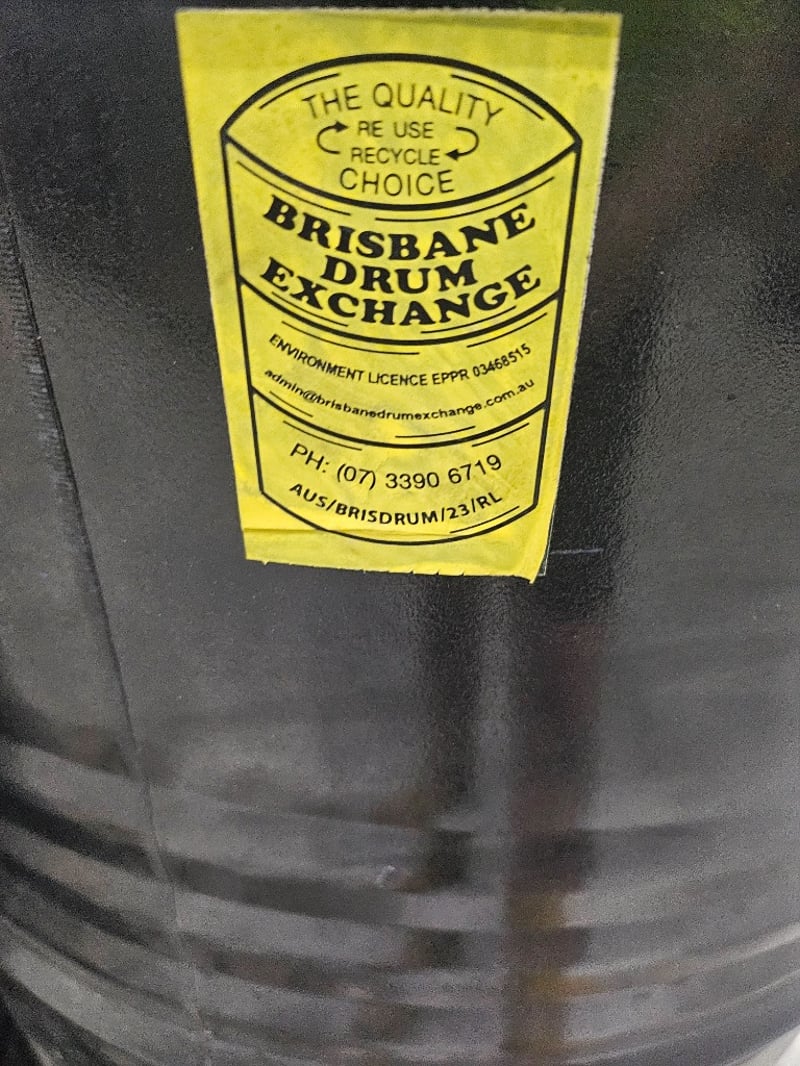 THE QUALITY
RE USE
RECYCLE
CHOICE
BRISBANE
DRUM
EXCHANGE
ENVIRONMENT LICENCE EPPR 03468515
admin@brisbanedrumexchange.com.au
PH: (07) 3390 6719
AUS/BRISDRUM/23/RL